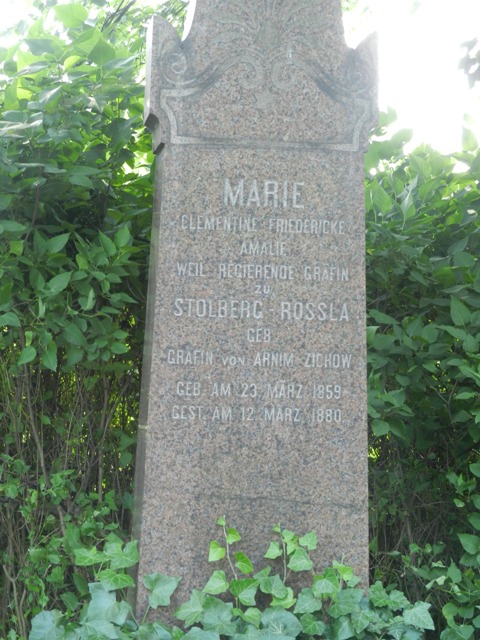 MARIE
CLEMENTINE FRIEDERICKE
AMALIE
WEIL. REGIERENDE GRÄFIN
ZU
STOLBERG-ROSSLA
GEB.
GRÄFIN VON ARNIM-ZICHOW
GEB. AM 23. MÄRZ 1859
GEST. AM 12. MÄRZ 1880.